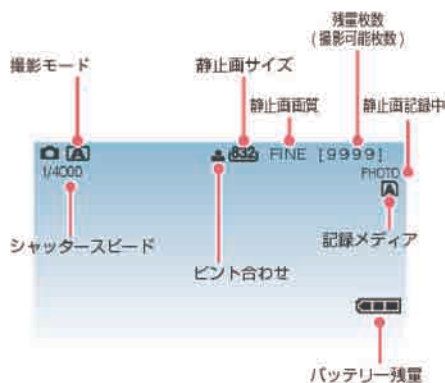 残量枚数
(撮影可能枚数)
撮影モード
静止画サイズ
静止画画質
静止画記録中
A
832
FINE [9999]
1/4000
PHOTO
A
シャッタースピード
ピント合わせ
記録メディア
バッテリー残量